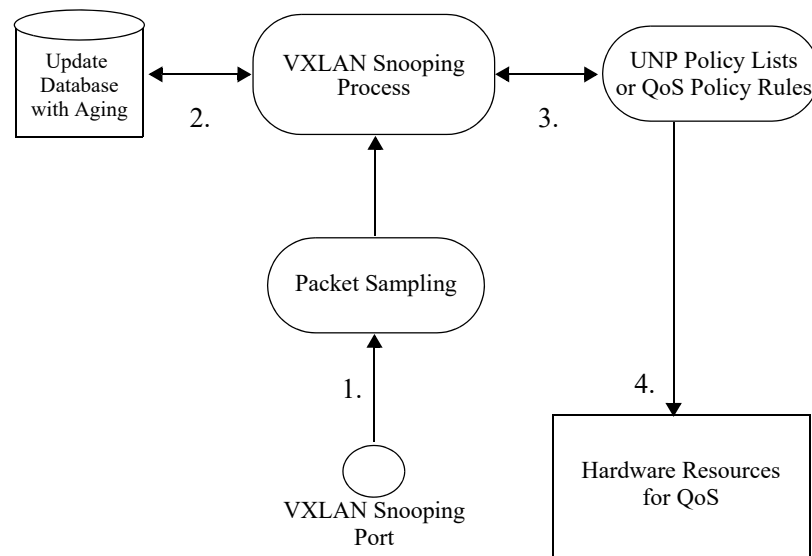 Update
Database
with Aging
2.
VXLAN Snooping
Process
3.
UNP Policy Lists
or QoS Policy Rules
Packet Sampling
1.
4.
VXLAN Snooping
Port
Hardware Resources
for QoS